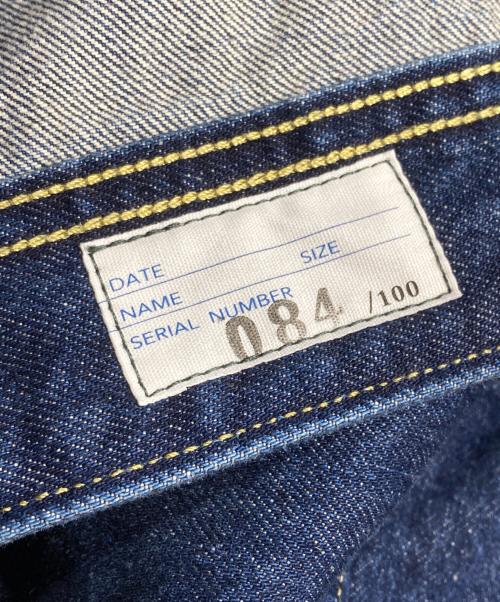 DATE
NAME SIZE
SERIAL NUMBER
084 /100